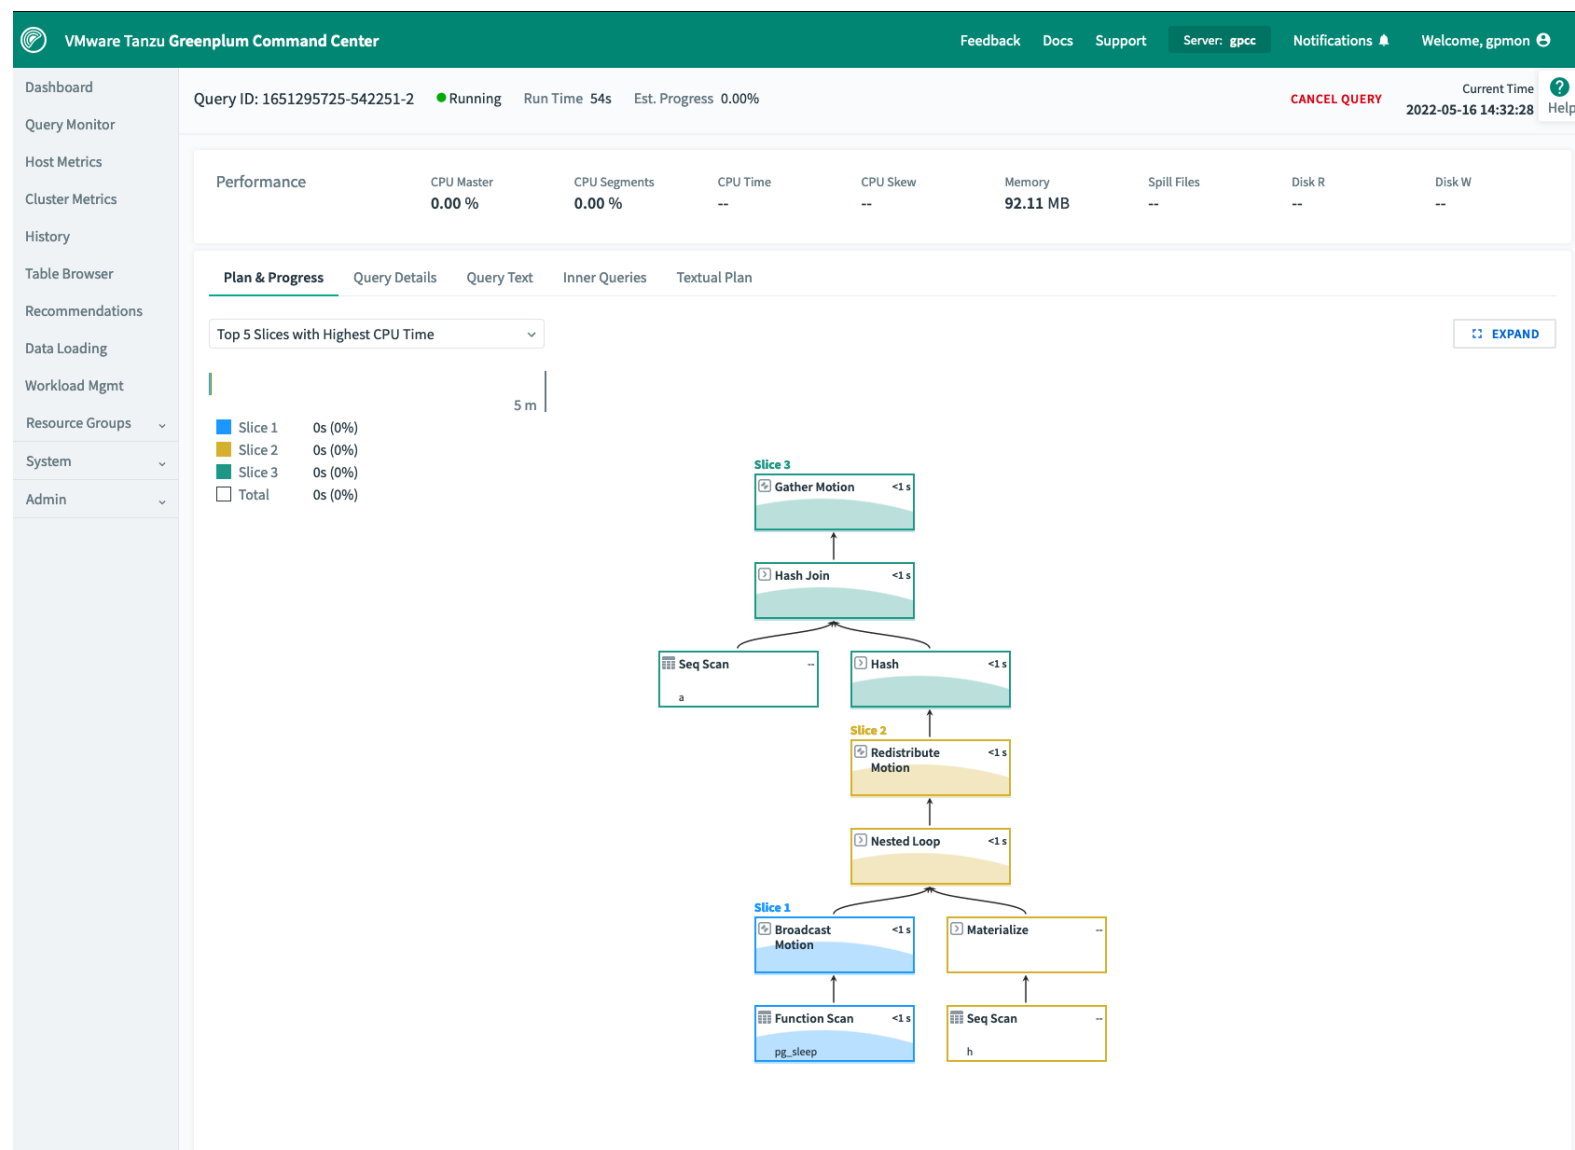 VMware Tanzu Greenplum Command Center
Feedback Docs Support Server: gpcc Notifications Welcome, gpmon
Dashboard
Query Monitor
Host Metrics
Cluster Metrics
History
Table Browser
Recommendations
Data Loading
Workload Mgmt
Resource Groups
System
Admin
Query ID: 1651295725-542251-2 Running Run Time 54s Est. Progress 0.00%
CANCEL QUERY
Current Time
2022-05-16 14:32:28
?
Help
Performance
CPU Master CPU Segments CPU Time CPU Skew Memory Spill Files Disk R Disk W
0.00 % 0.00 % -- -- 92.11 MB -- -- --
Plan & Progress Query Details Query Text Inner Queries Textual Plan
Top 5 Slices with Highest CPU Time
EXPAND
5 m
Slice 1 0s (0%)
Slice 2 0s (0%)
Slice 3 0s (0%)
Total 0s (0%)
Slice 3
Gather Motion <1 s
Hash Join <1 s
Seq Scan --
a
Hash <1 s
Slice 2
Redistribute <1 s
Motion
Nested Loop <1 s
Slice 1
Broadcast <1 s
Motion
Materialize --
Function Scan <1 s
pg_sleep
Seq Scan --
h